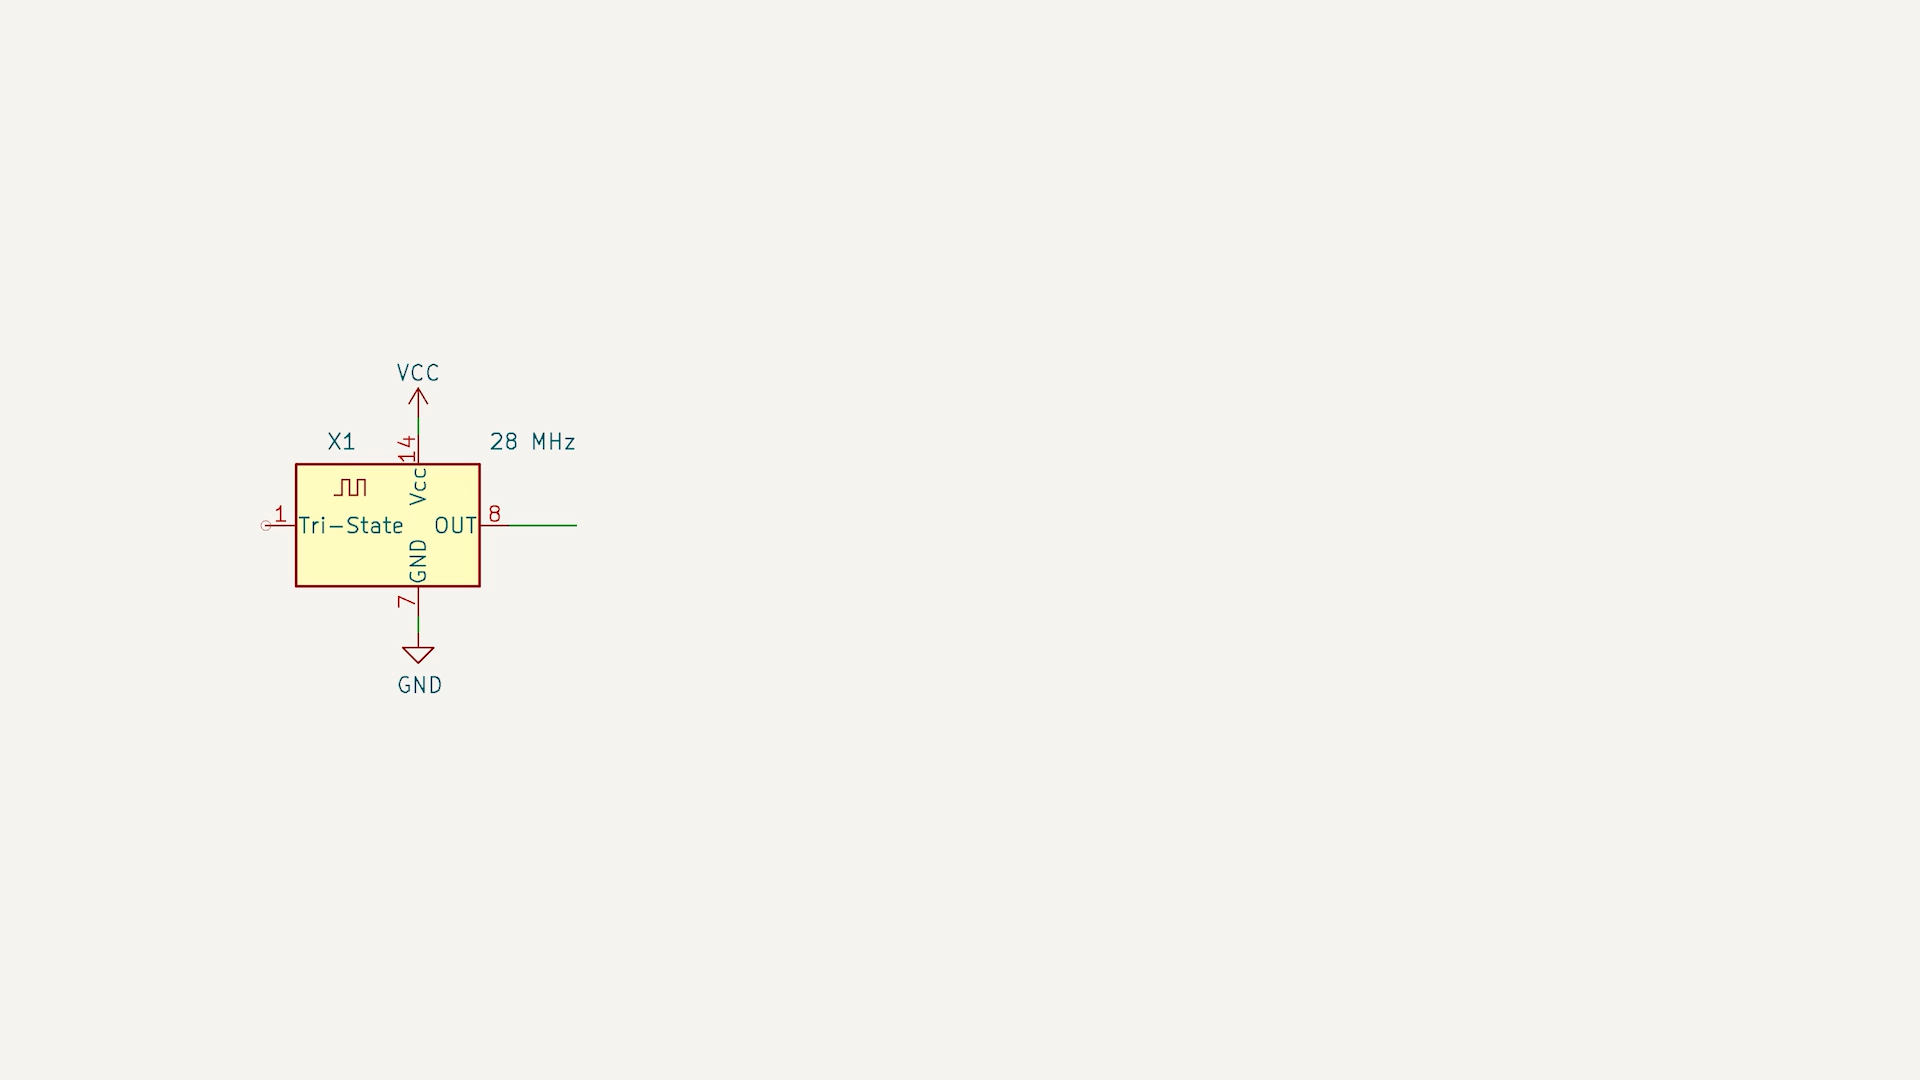 VCC
X1
14
28 MHz
Vcc
1
Tri-State
OUT
8
GND
7
GND